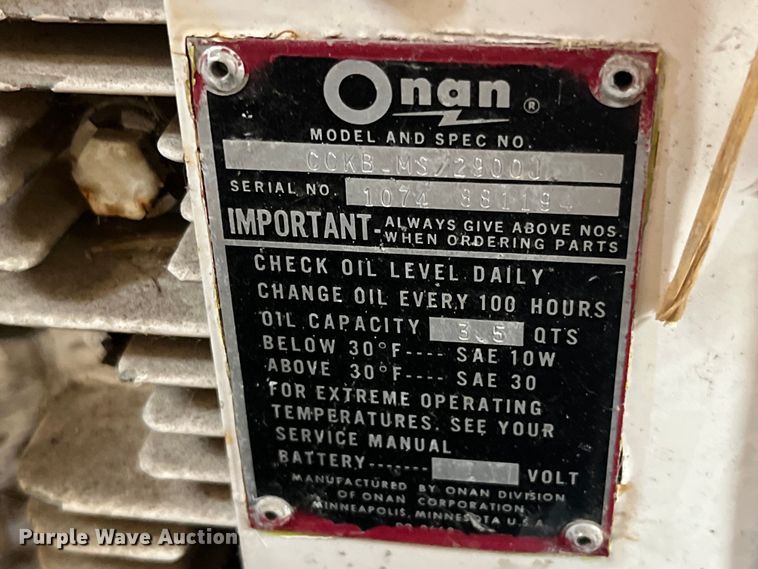 Onan ®
MODEL AND SPEC NO.
CCKB-MS/2900J
SERIAL NO. 1074 881194
IMPORTANT- ALWAYS GIVE ABOVE NOS. WHEN ORDERING PARTS
CHECK OIL LEVEL DAILY
CHANGE OIL EVERY 100 HOURS
OIL CAPACITY 3.5 QTS
BELOW 30°F---- SAE 10W
ABOVE 30°F---- SAE 30
FOR EXTREME OPERATING
TEMPERATURES. SEE YOUR
SERVICE MANUAL
BATTERY------- VOLT
MANUFACTURED BY ONAN DIVISION
OF ONAN CORPORATION
MINNEAPOLIS, MINNESOTA U.S.A.
Purple Wave Auction